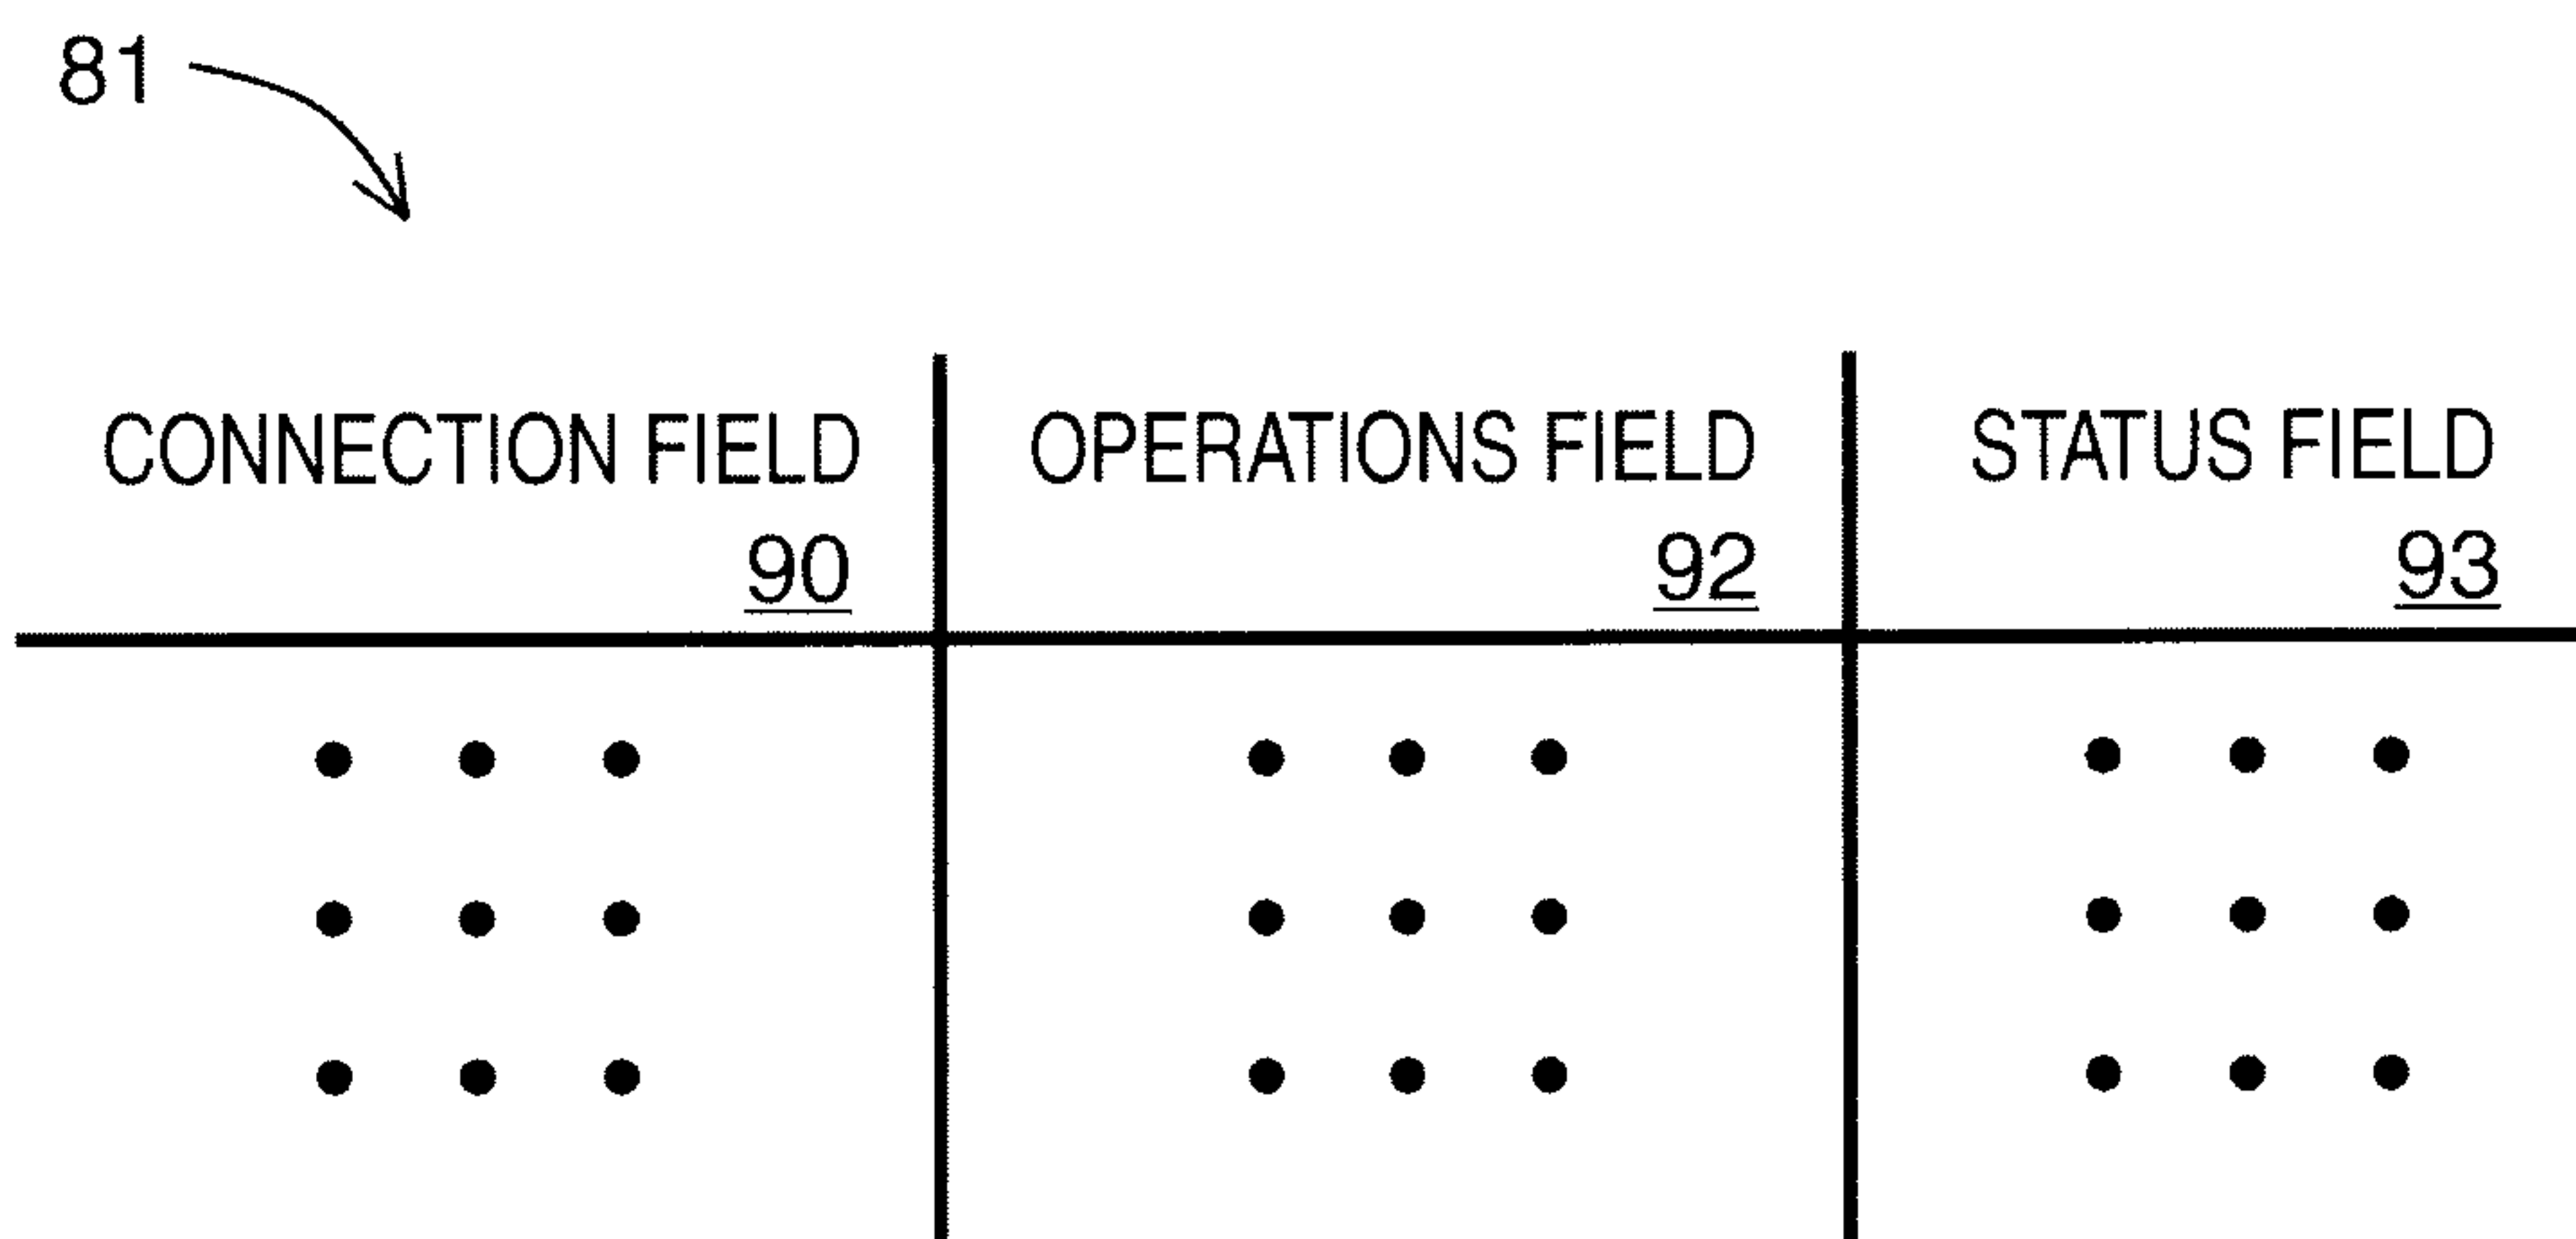 81
CONNECTION FIELD
90
OPERATIONS FIELD
92
STATUS FIELD
93